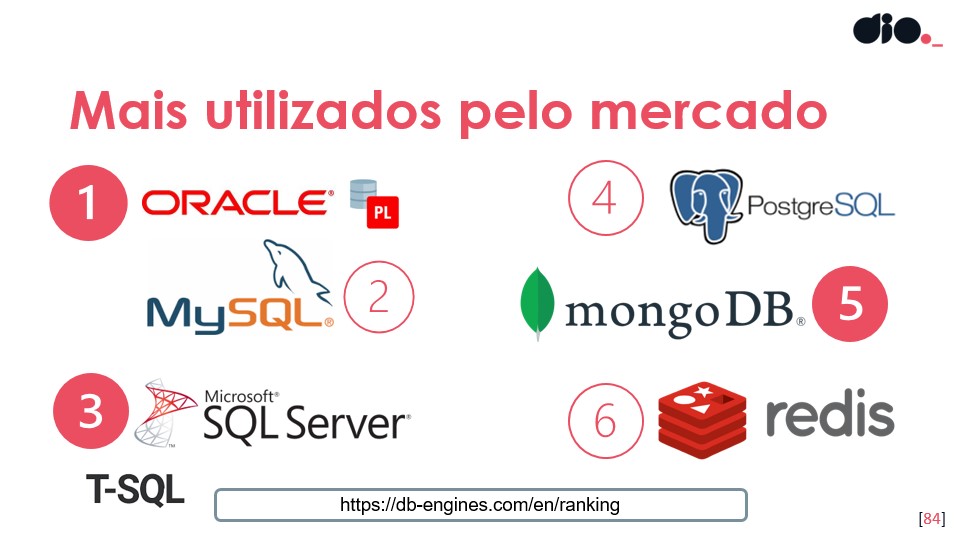 dio._
Mais utilizados pelo mercado
1
ORACLE®
PL
4
PostgreSQL
MySQL®
2
mongoDB®
5
3
Microsoft®
SQL Server®
™
6
redis
T-SQL
https://db-engines.com/en/ranking
[84]